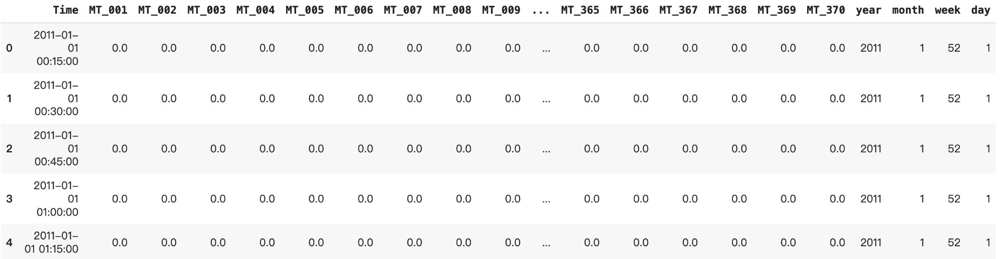 Time MT_001 MT_002 MT_003 MT_004 MT_005 MT_006 MT_007 MT_008 MT_009 ... MT_365 MT_366 MT_367 MT_368 MT_369 MT_370 year month week day
2011-01-
0 01 0.0 0.0 0.0 0.0 0.0 0.0 0.0 0.0 0.0 ... 0.0 0.0 0.0 0.0 0.0 0.0 2011 1 52 1
00:15:00
2011-01-
1 01 0.0 0.0 0.0 0.0 0.0 0.0 0.0 0.0 0.0 ... 0.0 0.0 0.0 0.0 0.0 0.0 2011 1 52 1
00:30:00
2011-01-
2 01 0.0 0.0 0.0 0.0 0.0 0.0 0.0 0.0 0.0 ... 0.0 0.0 0.0 0.0 0.0 0.0 2011 1 52 1
00:45:00
2011-01-
3 01 0.0 0.0 0.0 0.0 0.0 0.0 0.0 0.0 0.0 ... 0.0 0.0 0.0 0.0 0.0 0.0 2011 1 52 1
01:00:00
2011-01-
4 0.0 0.0 0.0 0.0 0.0 0.0 0.0 0.0 0.0 ... 0.0 0.0 0.0 0.0 0.0 0.0 2011 1 52 1
01 01:15:00